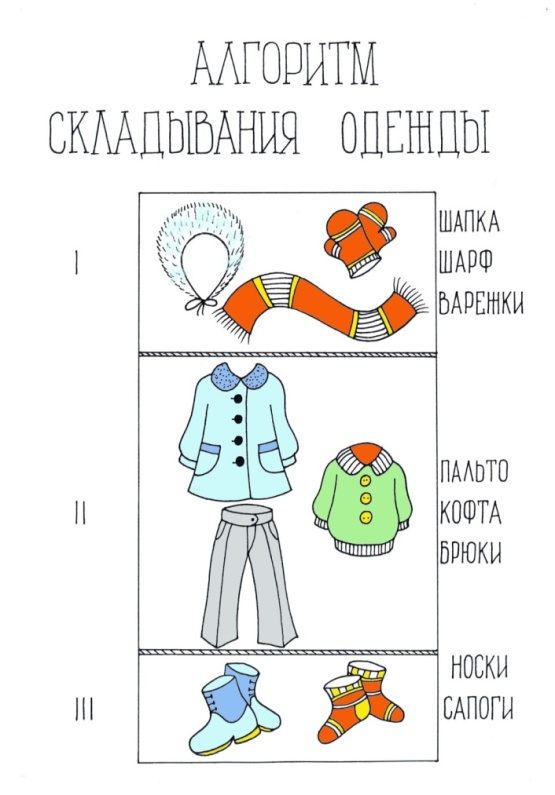 АЛГОРИТМ
СКЛАДЫВАНИЯ ОДЕЖДЫ
I
ШАПКА
ШАРФ
ВАРЕЖКИ
II
ПАЛЬТО
КОФТА
БРЮКИ
III
НОСКИ
САПОГИ